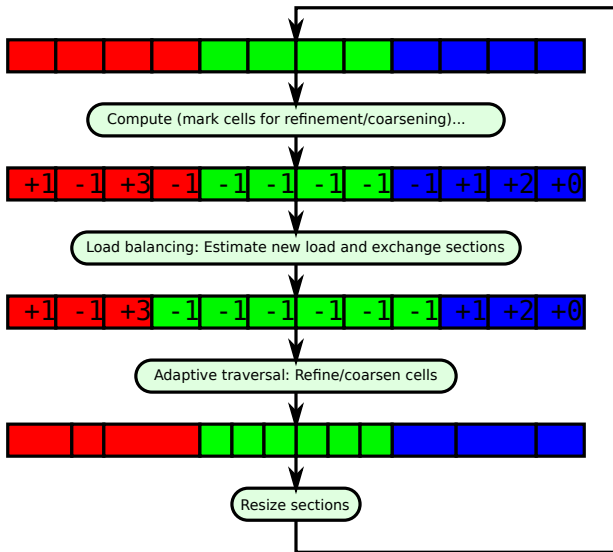 Compute (mark cells for refinement/coarsening)...
+1 -1 +3 -1 -1 -1 -1 -1 -1 +1 +2 +0
Load balancing: Estimate new load and exchange sections
+1 -1 +3 -1 -1 -1 -1 -1 -1 +1 +2 +0
Adaptive traversal: Refine/coarsen cells
Resize sections